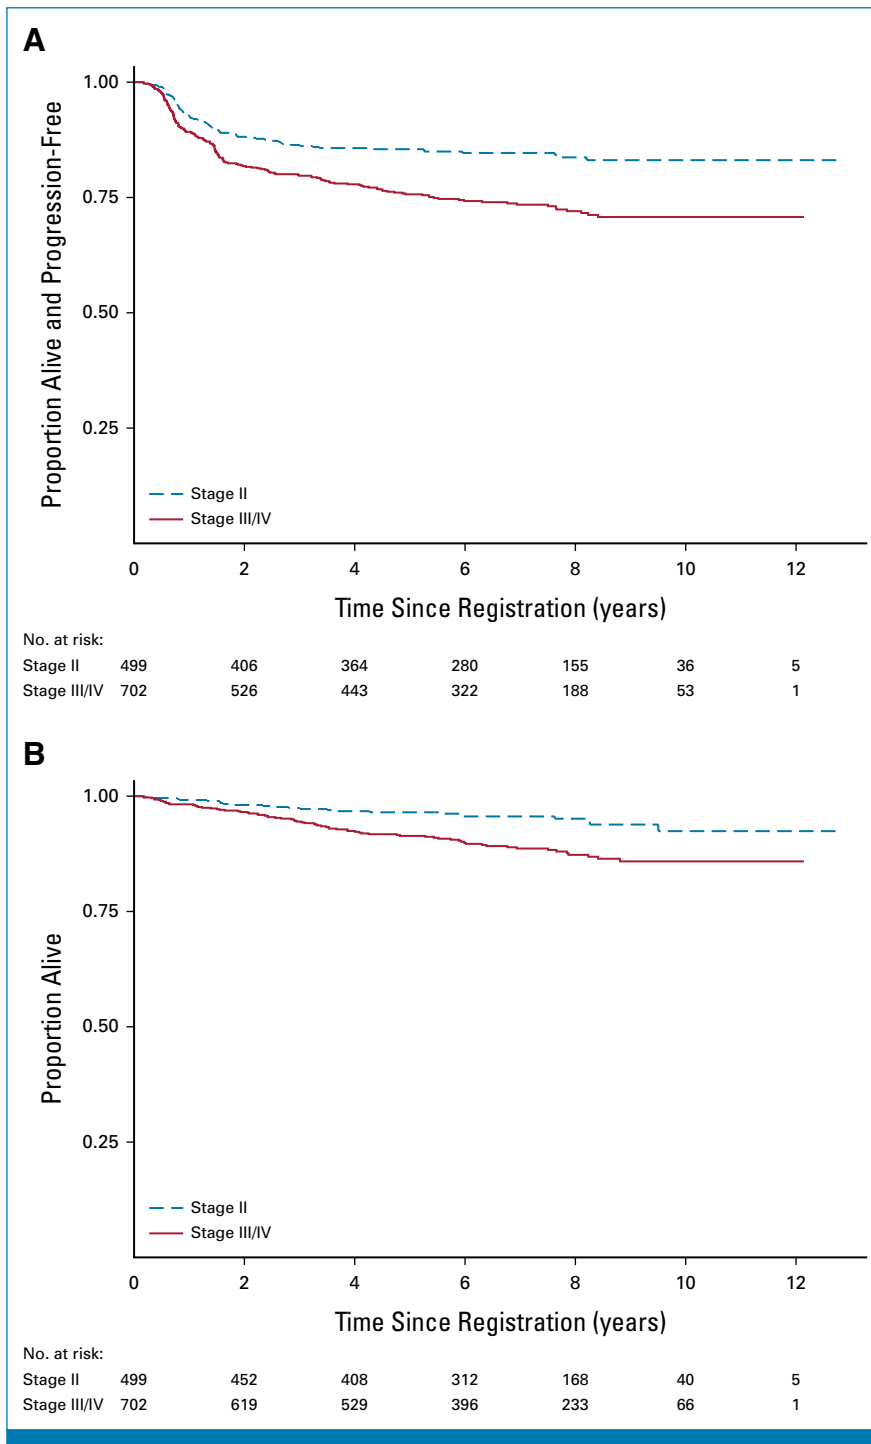 A
Proportion Alive and Progression-Free
1.00
0.75
0.50
0.25
Stage II
Stage III/IV
0 2 4 6 8 10 12
Time Since Registration (years)
No. at risk:
Stage II 499 406 364 280 155 36 5
Stage III/IV 702 526 443 322 188 53 1
B
Proportion Alive
1.00
0.75
0.50
0.25
Stage II
Stage III/IV
0 2 4 6 8 10 12
Time Since Registration (years)
No. at risk:
Stage II 499 452 408 312 168 40 5
Stage III/IV 702 619 529 396 233 66 1